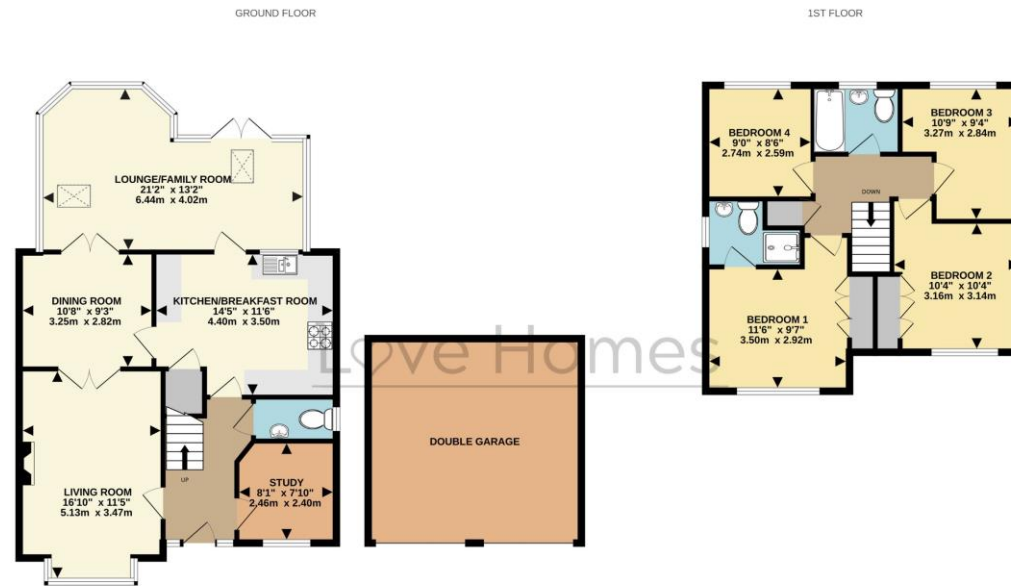 GROUND FLOOR
1ST FLOOR
LOUNGE/FAMILY ROOM
21'2" x 13'2"
6.44m x 4.02m
DINING ROOM
10'8" x 9'3"
3.25m x 2.82m
KITCHEN/BREAKFAST ROOM
14'5" x 11'6"
4.40m x 3.50m
LIVING ROOM
16'10" x 11'5"
5.13m x 3.47m
UP
STUDY
8'1" x 7'10"
2.46m x 2.40m
DOUBLE GARAGE
Love Homes
BEDROOM 4
9'0" x 8'6"
2.74m x 2.59m
BEDROOM 3
10'9" x 9'4"
3.27m x 2.84m
DOWN
BEDROOM 1
11'6" x 9'7"
3.50m x 2.92m
BEDROOM 2
10'4" x 10'4"
3.16m x 3.14m